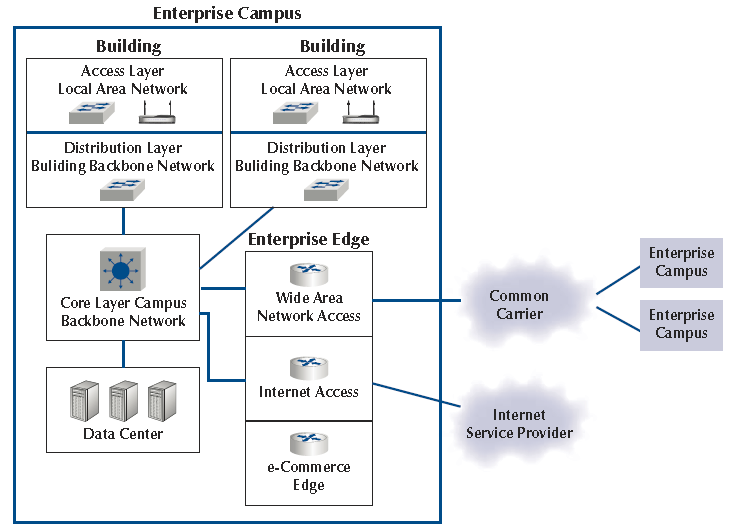 Enterprise Campus
Building
Access Layer
Local Area Network
Distribution Layer
Buliding Backbone Network
Building
Access Layer
Local Area Network
Distribution Layer
Buliding Backbone Network
Core Layer Campus
Backbone Network
Data Center
Enterprise Edge
Wide Area
Network Access
Internet Access
e-Commerce
Edge
Common
Carrier
Internet
Service Provider
Enterprise
Campus
Enterprise
Campus